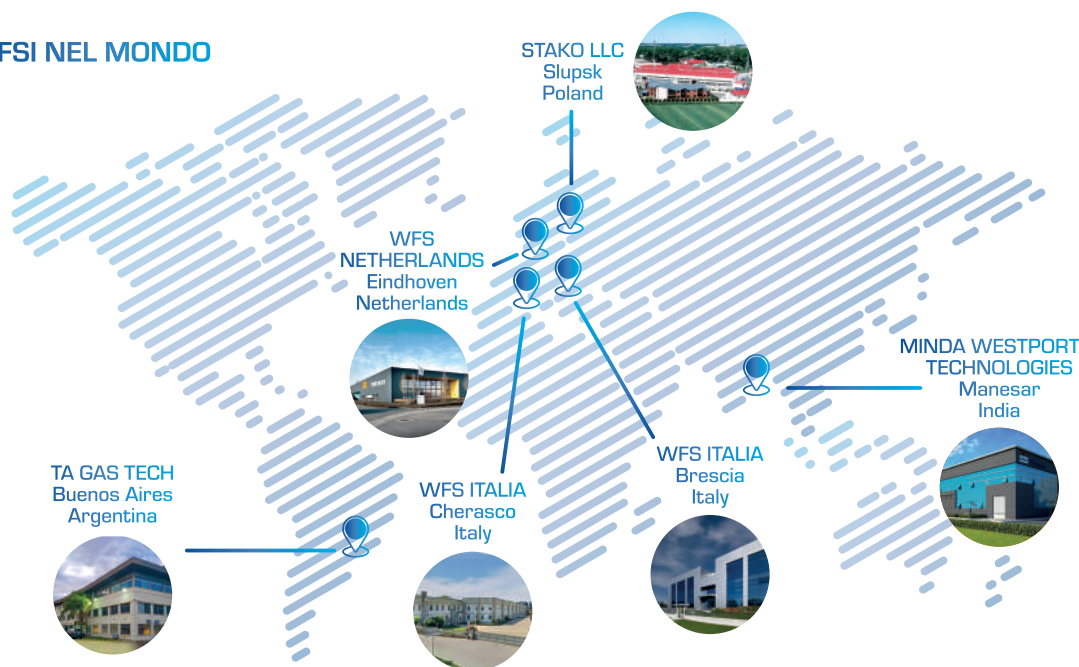 FSI NEL MONDO
STAKO LLC
Slupsk
Poland
WFS
NETHERLANDS
Eindhoven
Netherlands
MINDA WESTPORT
TECHNOLOGIES
Manesar
India
WFS ITALIA
Brescia
Italy
TA GAS TECH
Buenos Aires
Argentina
WFS ITALIA
Cherasco
Italy